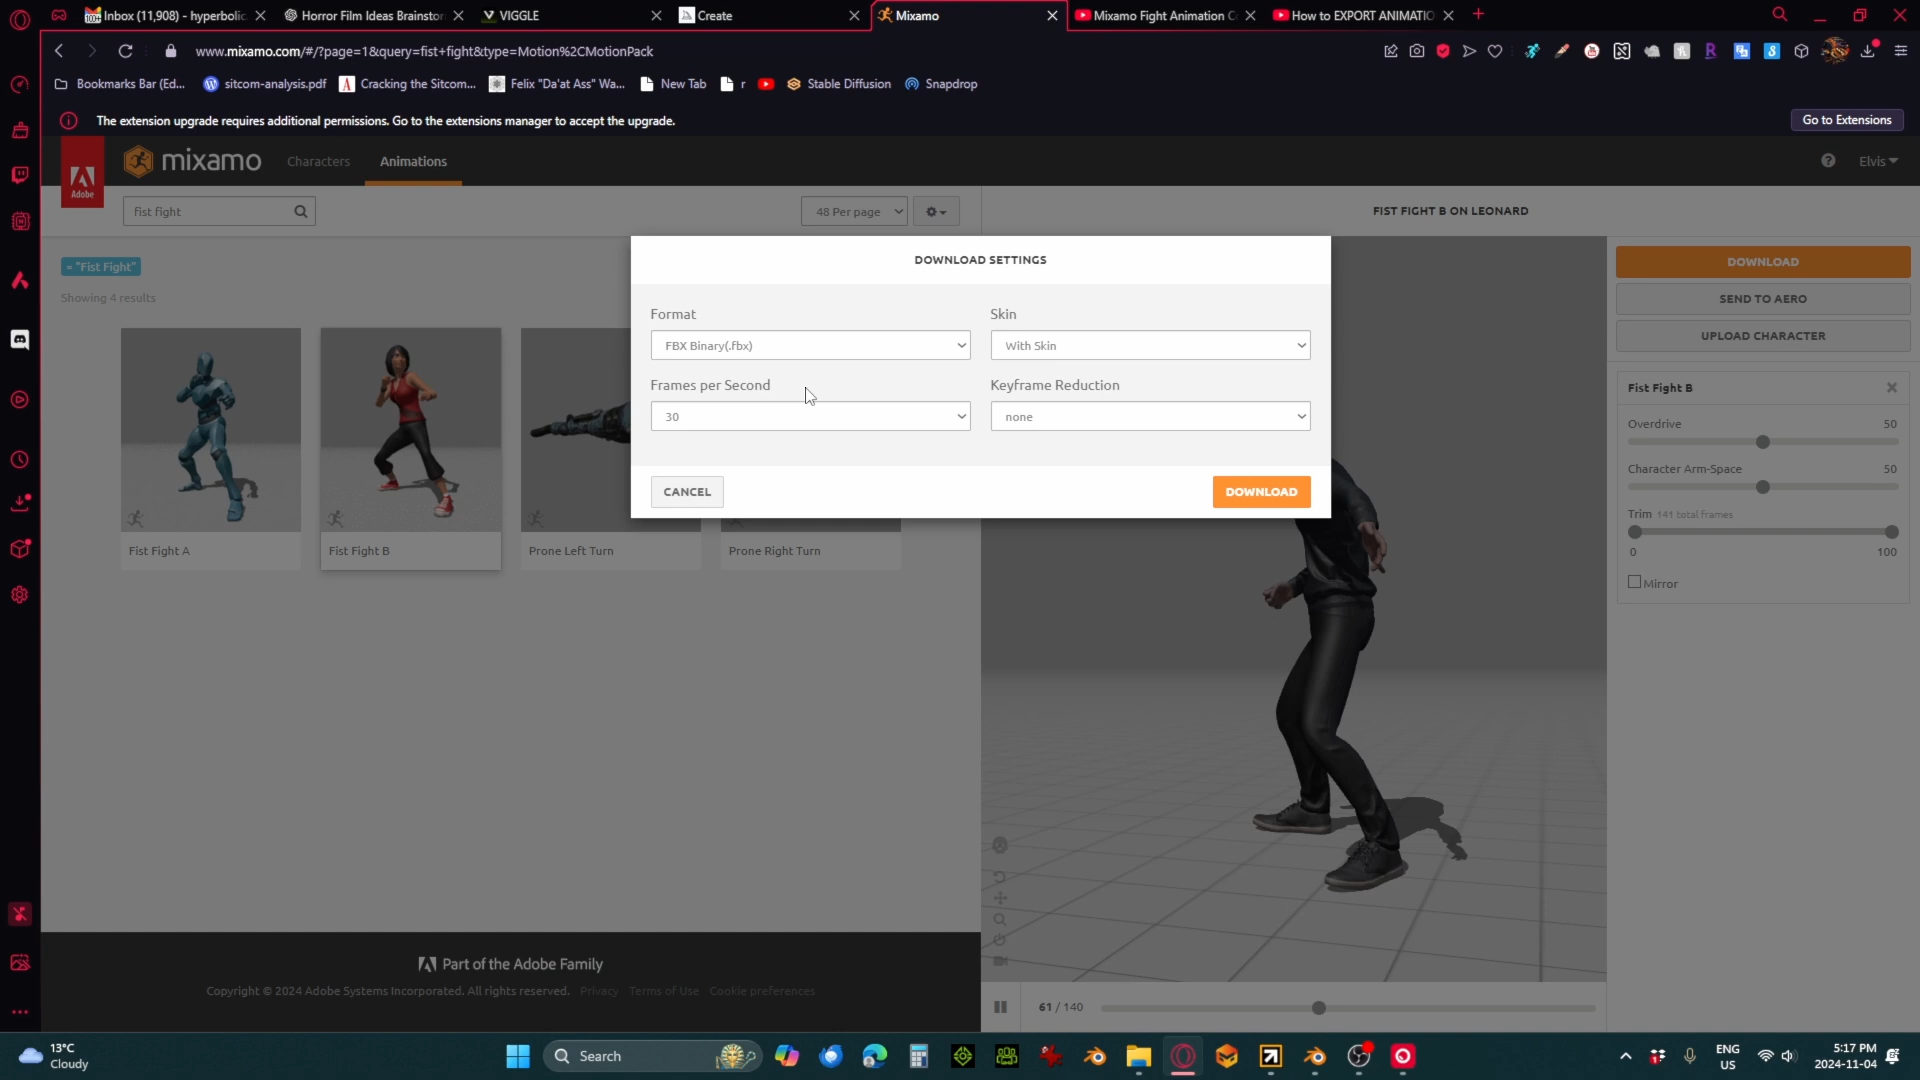 Inbox (11,908) - hyperbolic
Horror Film Ideas Brainstor
VIGGLE
Create
Mixamo
Mixamo Fight Animation C
How to EXPORT ANIMATIO
www.mixamo.com/#/?page=1&query=fist+fight&type=Motion%2CMotionPack
Bookmarks Bar (Ed...
sitcom-analysis.pdf
Cracking the Sitcom...
Felix "Da'at Ass" Wa...
New Tab
r
Stable Diffusion
Snapdrop
The extension upgrade requires additional permissions. Go to the extensions manager to accept the upgrade.
Go to Extensions
Adobe
mixamo
Characters
Animations
Elvis
fist fight
48 Per page
FIST FIGHT B ON LEONARD
= "Fist Fight"
Showing 4 results
DOWNLOAD SETTINGS
Format
Skin
FBX Binary(.fbx)
With Skin
Frames per Second
Keyframe Reduction
30
none
CANCEL
DOWNLOAD
DOWNLOAD
SEND TO AERO
UPLOAD CHARACTER
Fist Fight B
Overdrive 50
Character Arm-Space 50
Trim 141 total frames
0 100
Mirror
Fist Fight A
Fist Fight B
Prone Left Turn
Prone Right Turn
Part of the Adobe Family
Copyright © 2024 Adobe Systems Incorporated. All rights reserved. Privacy Terms of Use Cookie preferences
61 / 140
13°C
Cloudy
Search
ENG
US
5:17 PM
2024-11-04